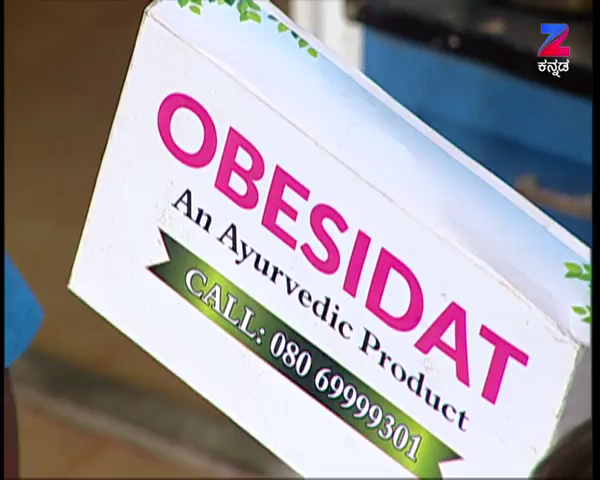 Z
ಕನ್ನಡ
OBESIDAT
An Ayurvedic Product
CALL: 080 69999301